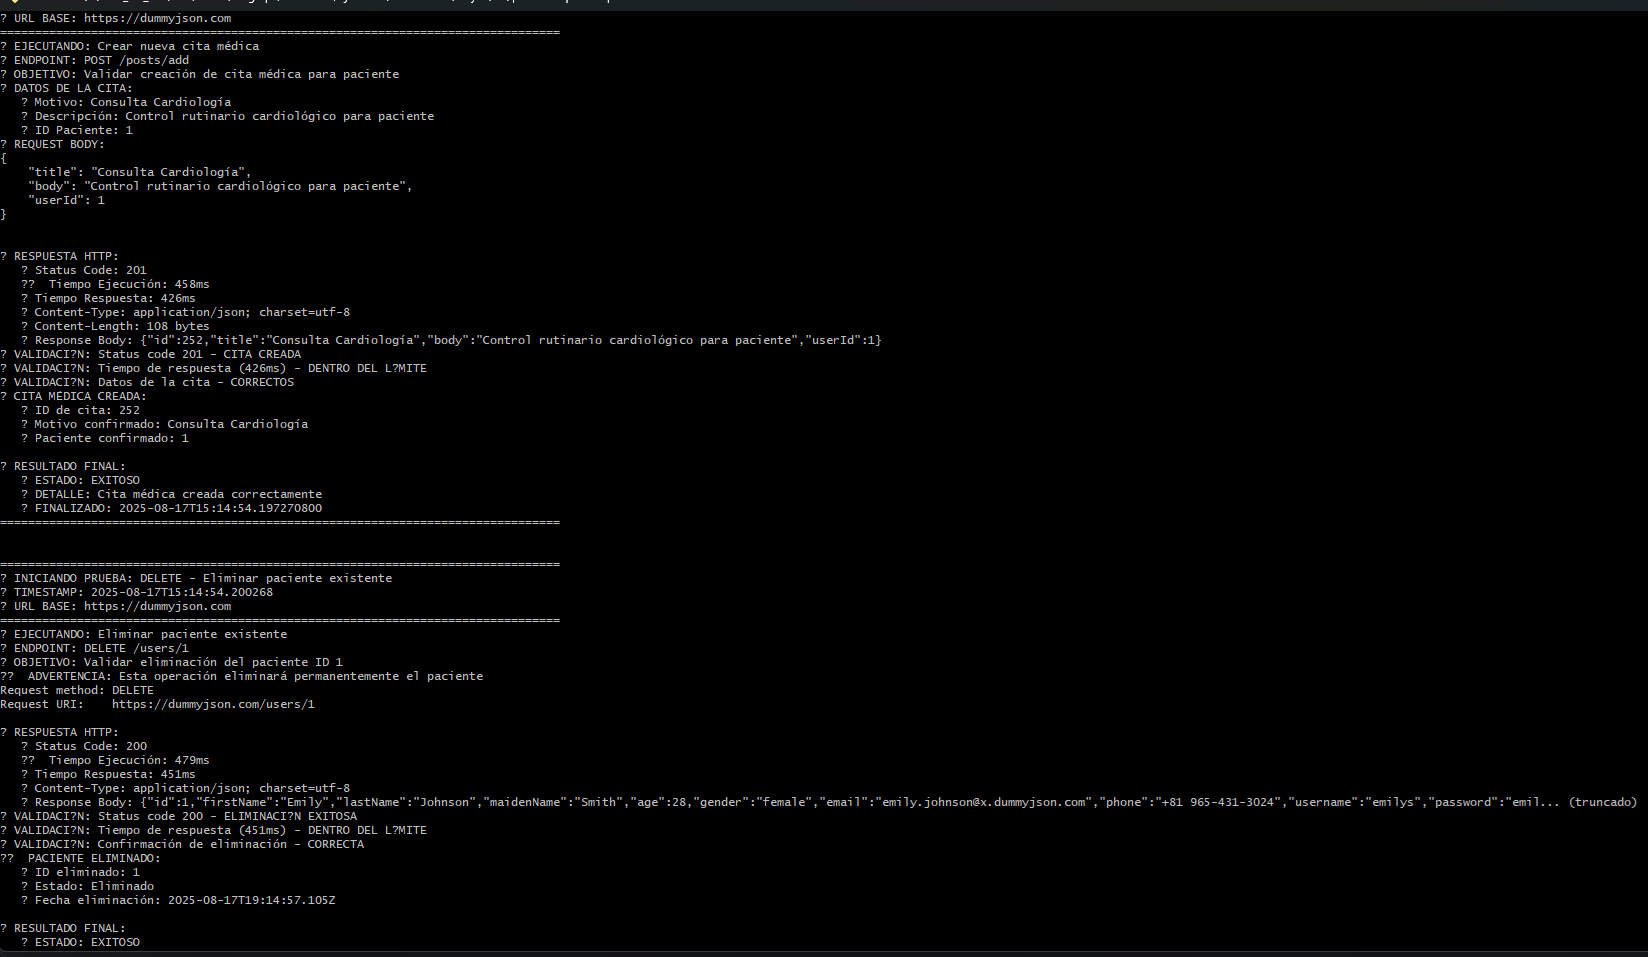 ? URL BASE: https://dummyjson.com
================================================================================
? EJECUTANDO: Crear nueva cita médica
? ENDPOINT: POST /posts/add
? OBJETIVO: Validar creación de cita médica para paciente
? DATOS DE LA CITA:
   ? Motivo: Consulta Cardiología
   ? Descripción: Control rutinario cardiológico para paciente
   ? ID Paciente: 1
? REQUEST BODY:
{
    "title": "Consulta Cardiología",
    "body": "Control rutinario cardiológico para paciente",
    "userId": 1
}
? RESPUESTA HTTP:
   ? Status Code: 201
   ??  Tiempo Ejecución: 458ms
   ? Tiempo Respuesta: 426ms
   ? Content-Type: application/json; charset=utf-8
   ? Content-Length: 108 bytes
   ? Response Body: {"id":252,"title":"Consulta Cardiología","body":"Control rutinario cardiológico para paciente","userId":1}
? VALIDACI?N: Status code 201 - CITA CREADA
? VALIDACI?N: Tiempo de respuesta (426ms) - DENTRO DEL L?MITE
? VALIDACI?N: Datos de la cita - CORRECTOS
? CITA MÉDICA CREADA:
   ? ID de cita: 252
   ? Motivo confirmado: Consulta Cardiología
   ? Paciente confirmado: 1
? RESULTADO FINAL:
   ? ESTADO: EXITOSO
   ? DETALLE: Cita médica creada correctamente
   ? FINALIZADO: 2025-08-17T15:14:54.197270800
================================================================================
================================================================================
? INICIANDO PRUEBA: DELETE - Eliminar paciente existente
? TIMESTAMP: 2025-08-17T15:14:54.200268
? URL BASE: https://dummyjson.com
================================================================================
? EJECUTANDO: Eliminar paciente existente
? ENDPOINT: DELETE /users/1
? OBJETIVO: Validar eliminación del paciente ID 1
??  ADVERTENCIA: Esta operación eliminará permanentemente el paciente
Request method: DELETE
Request URI:    https://dummyjson.com/users/1
? RESPUESTA HTTP:
   ? Status Code: 200
   ??  Tiempo Ejecución: 479ms
   ? Tiempo Respuesta: 451ms
   ? Content-Type: application/json; charset=utf-8
   ? Response Body: {"id":1,"firstName":"Emily","lastName":"Johnson","maidenName":"Smith","age":28,"gender":"female","email":"emily.johnson@x.dummyjson.com","phone":"+81 965-431-3024","username":"emilys","password":"emil... (truncado)
? VALIDACI?N: Status code 200 - ELIMINACI?N EXITOSA
? VALIDACI?N: Tiempo de respuesta (451ms) - DENTRO DEL L?MITE
? VALIDACI?N: Confirmación de eliminación - CORRECTA
??  PACIENTE ELIMINADO:
   ? ID eliminado: 1
   ? Estado: Eliminado
   ? Fecha eliminación: 2025-08-17T19:14:57.105Z
? RESULTADO FINAL:
   ? ESTADO: EXITOSO